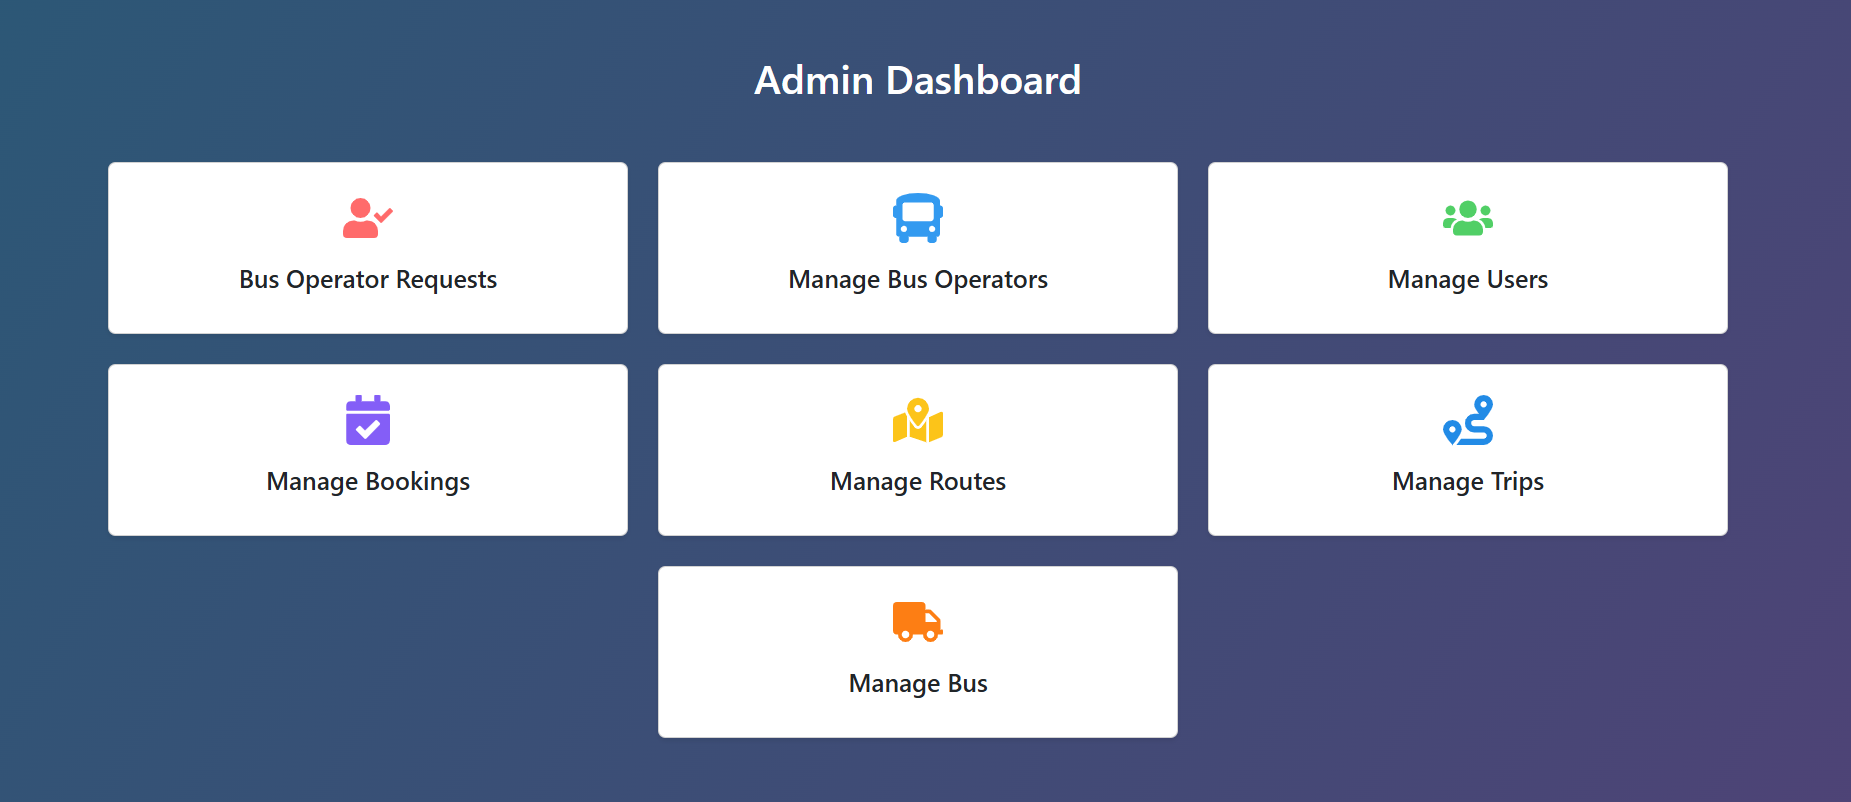 Admin Dashboard
Bus Operator Requests
Manage Bus Operators
Manage Users
Manage Bookings
Manage Routes
Manage Trips
Manage Bus